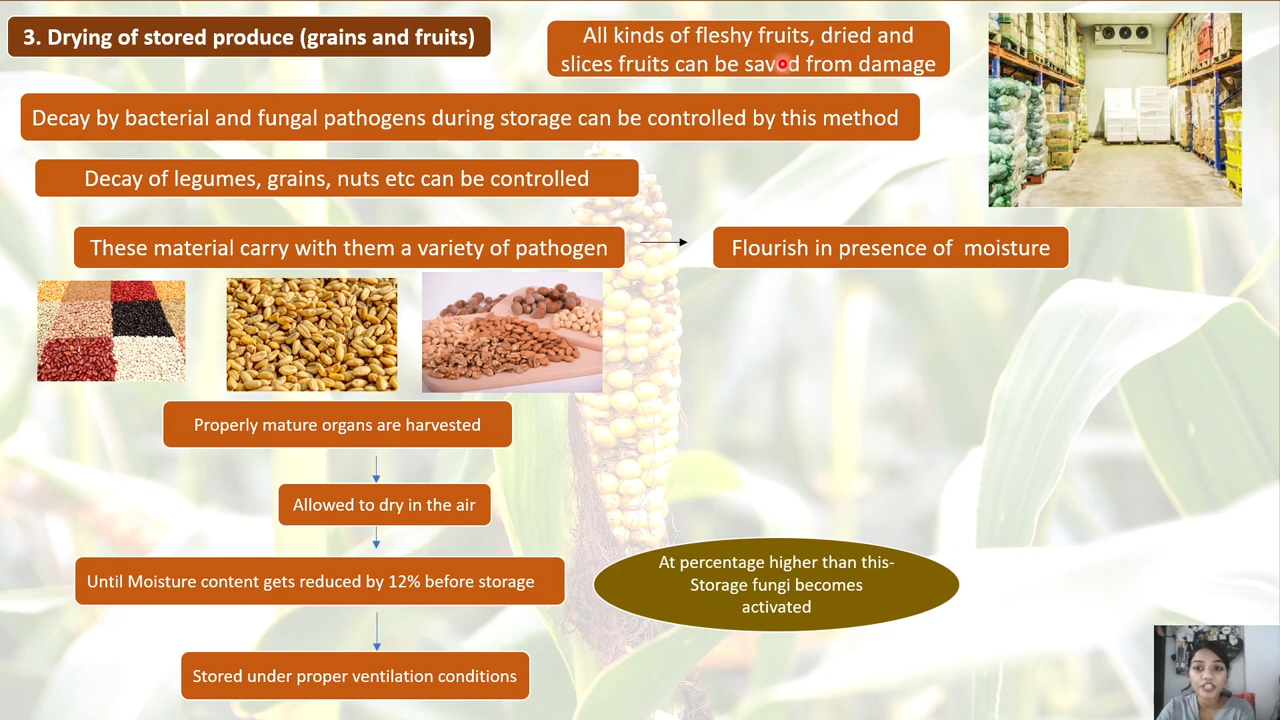 3. Drying of stored produce (grains and fruits)
All kinds of fleshy fruits, dried and
slices fruits can be saved from damage
Decay by bacterial and fungal pathogens during storage can be controlled by this method
Decay of legumes, grains, nuts etc can be controlled
These material carry with them a variety of pathogen
Flourish in presence of moisture
Properly mature organs are harvested
Allowed to dry in the air
Until Moisture content gets reduced by 12% before storage
At percentage higher than this-
Storage fungi becomes
activated
Stored under proper ventilation conditions